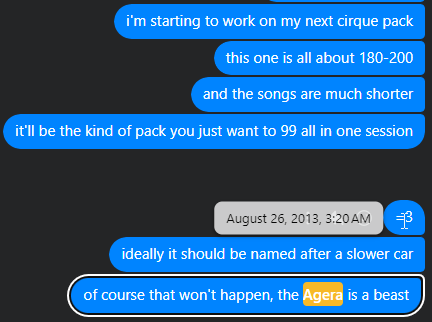 i'm starting to work on my next cirque pack
this one is all about 180-200
and the songs are much shorter
it'll be the kind of pack you just want to 99 all in one session
August 26, 2013, 3:20 AM
=3
ideally it should be named after a slower car
of course that won't happen, the Agera is a beast